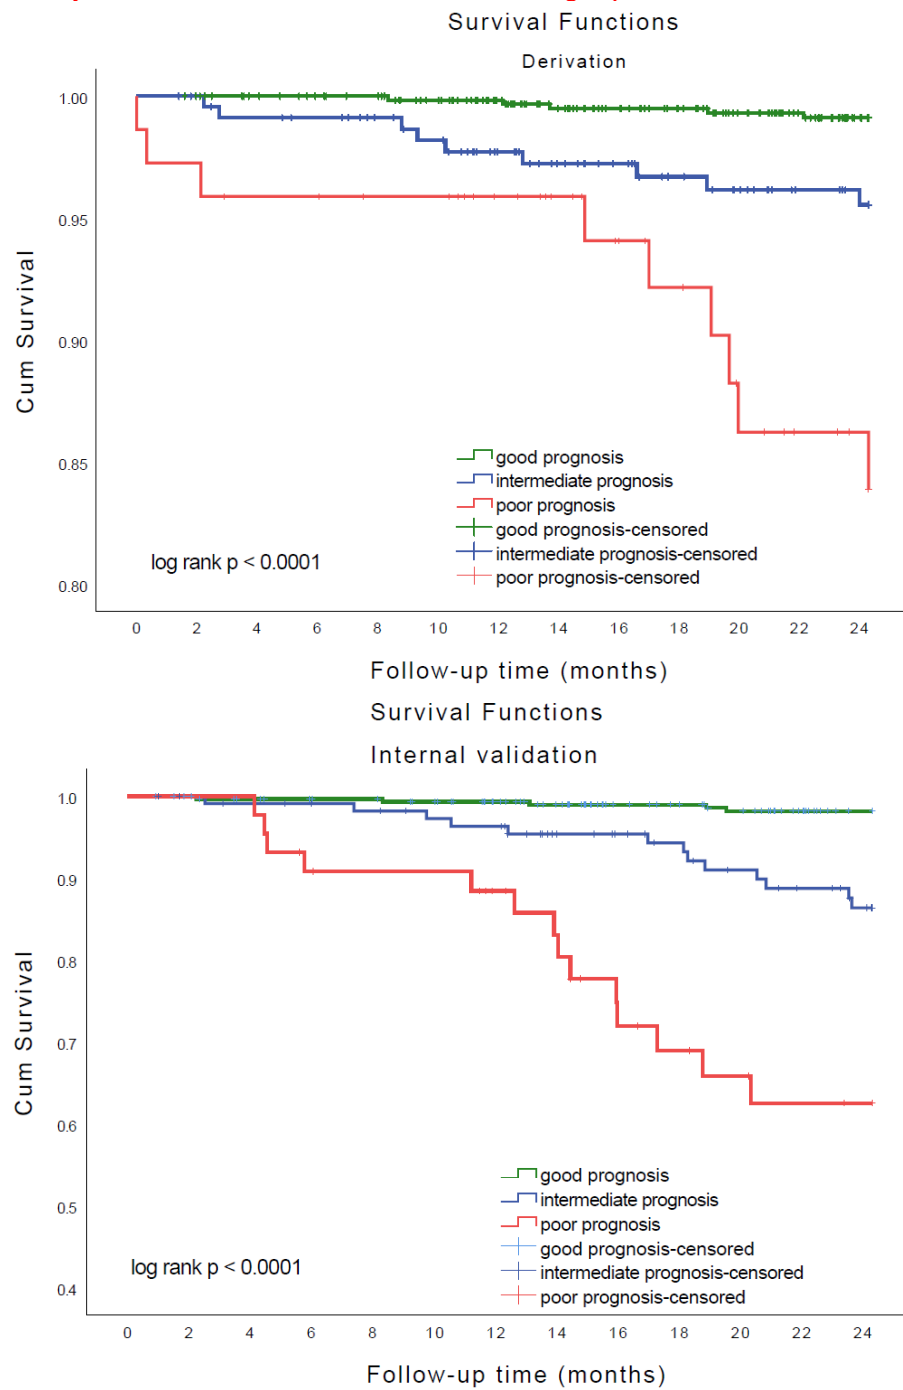 Survival Functions
Derivation
1.00
0.95
0.90
0.85
0.80
Cum Survival
good prognosis
intermediate prognosis
poor prognosis
good prognosis-censored
intermediate prognosis-censored
poor prognosis-censored
log rank p < 0.0001
0 2 4 6 8 10 12 14 16 18 20 22 24
Follow-up time (months)
Survival Functions
Internal validation
1.0
0.9
0.8
0.7
0.6
0.5
0.4
Cum Survival
good prognosis
intermediate prognosis
poor prognosis
good prognosis-censored
intermediate prognosis-censored
poor prognosis-censored
log rank p < 0.0001
0 2 4 6 8 10 12 14 16 18 20 22 24
Follow-up time (months)